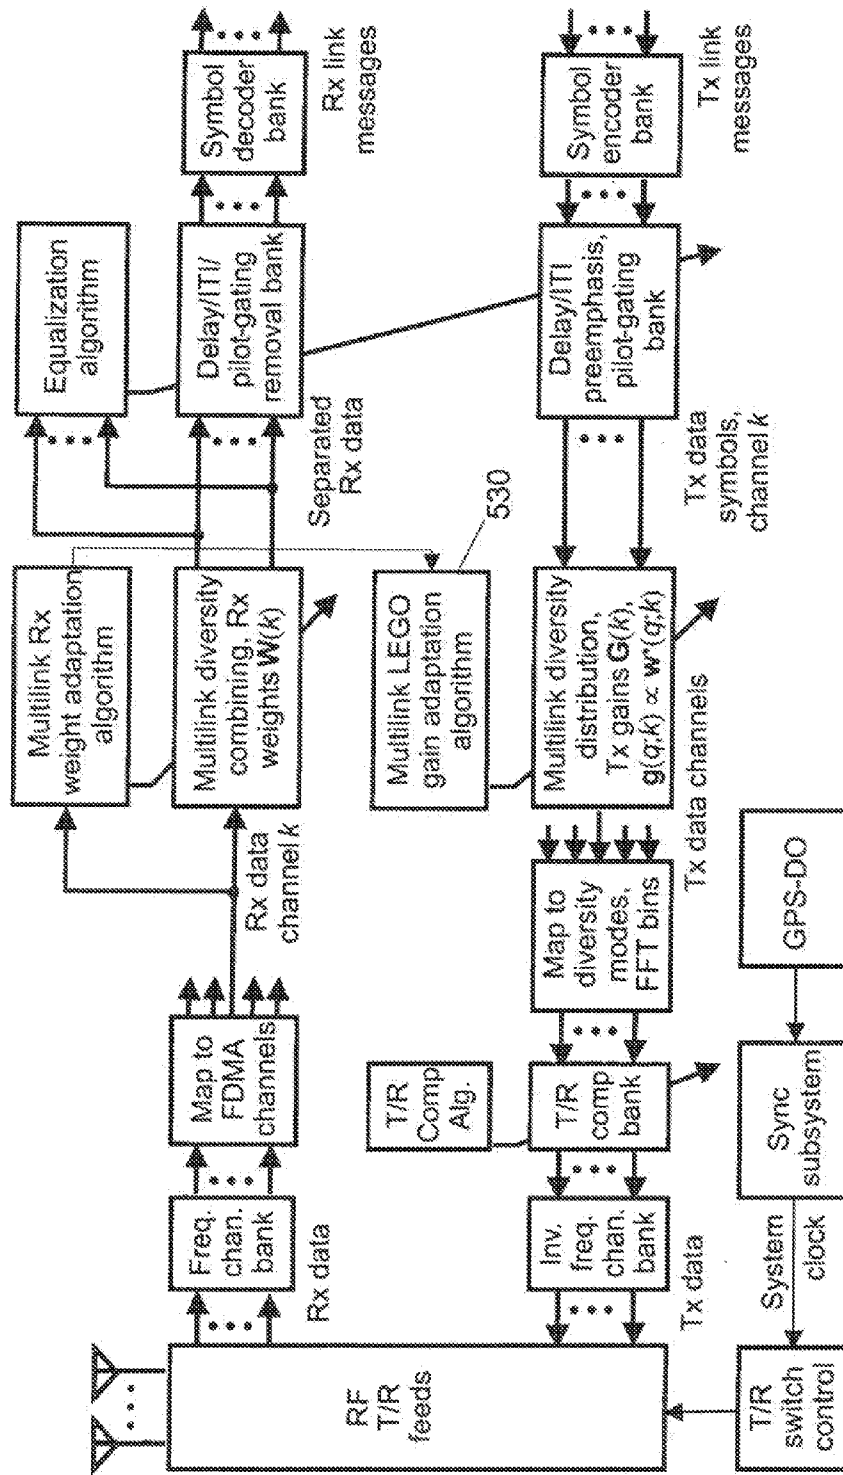 RF
T/R
feeds
Freq.
chan.
bank
Rx data
Map to
FDMA
channels
Rx data
channel k
Multilink Rx
weight adaptation
algorithm
Multilink diversity
combining, Rx
weights W(k)
Separated
Rx data
Equalization
algorithm
Delay/ITI/
pilot-gating
removal bank
Symbol
decoder
bank
Rx link
messages
Inv.
freq.
chan.
bank
Tx data
T/R
Comp
Alg.
T/R
comp
bank
Map to
diversity
modes,
FFT bins
Tx data channels
Multilink LEGO
gain adaptation
algorithm
530
Multilink diversity
distribution,
Tx gains G(k),
g(q;k) ∝ w*(q;k)
Tx data
symbols,
channel k
Delay/ITI
preemphasis,
pilot-gating
bank
Symbol
encoder
bank
Tx link
messages
T/R
switch
control
System
clock
Sync
subsystem
GPS-DO